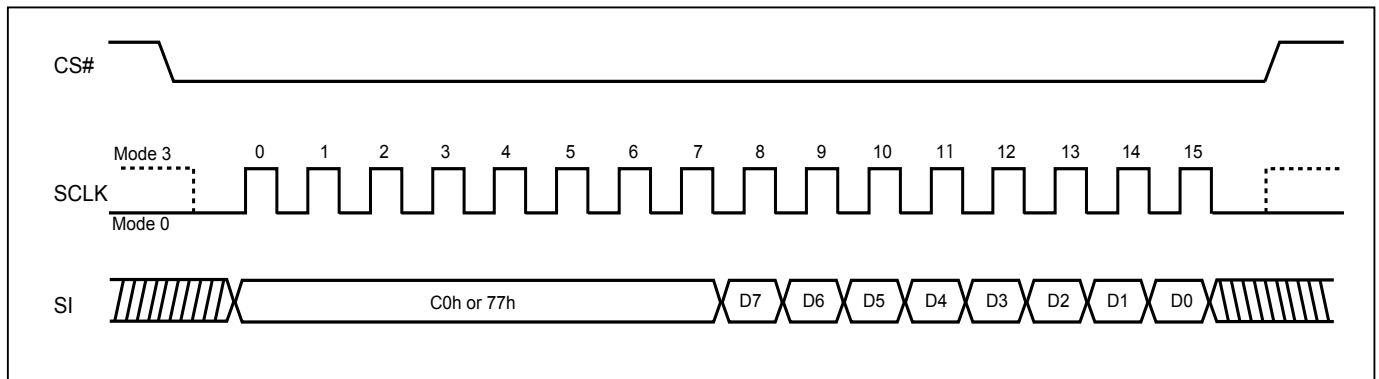 CS#
Mode 3
0 1 2 3 4 5 6 7 8 9 10 11 12 13 14 15
SCLK
Mode 0
SI C0h or 77h D7 D6 D5 D4 D3 D2 D1 D0